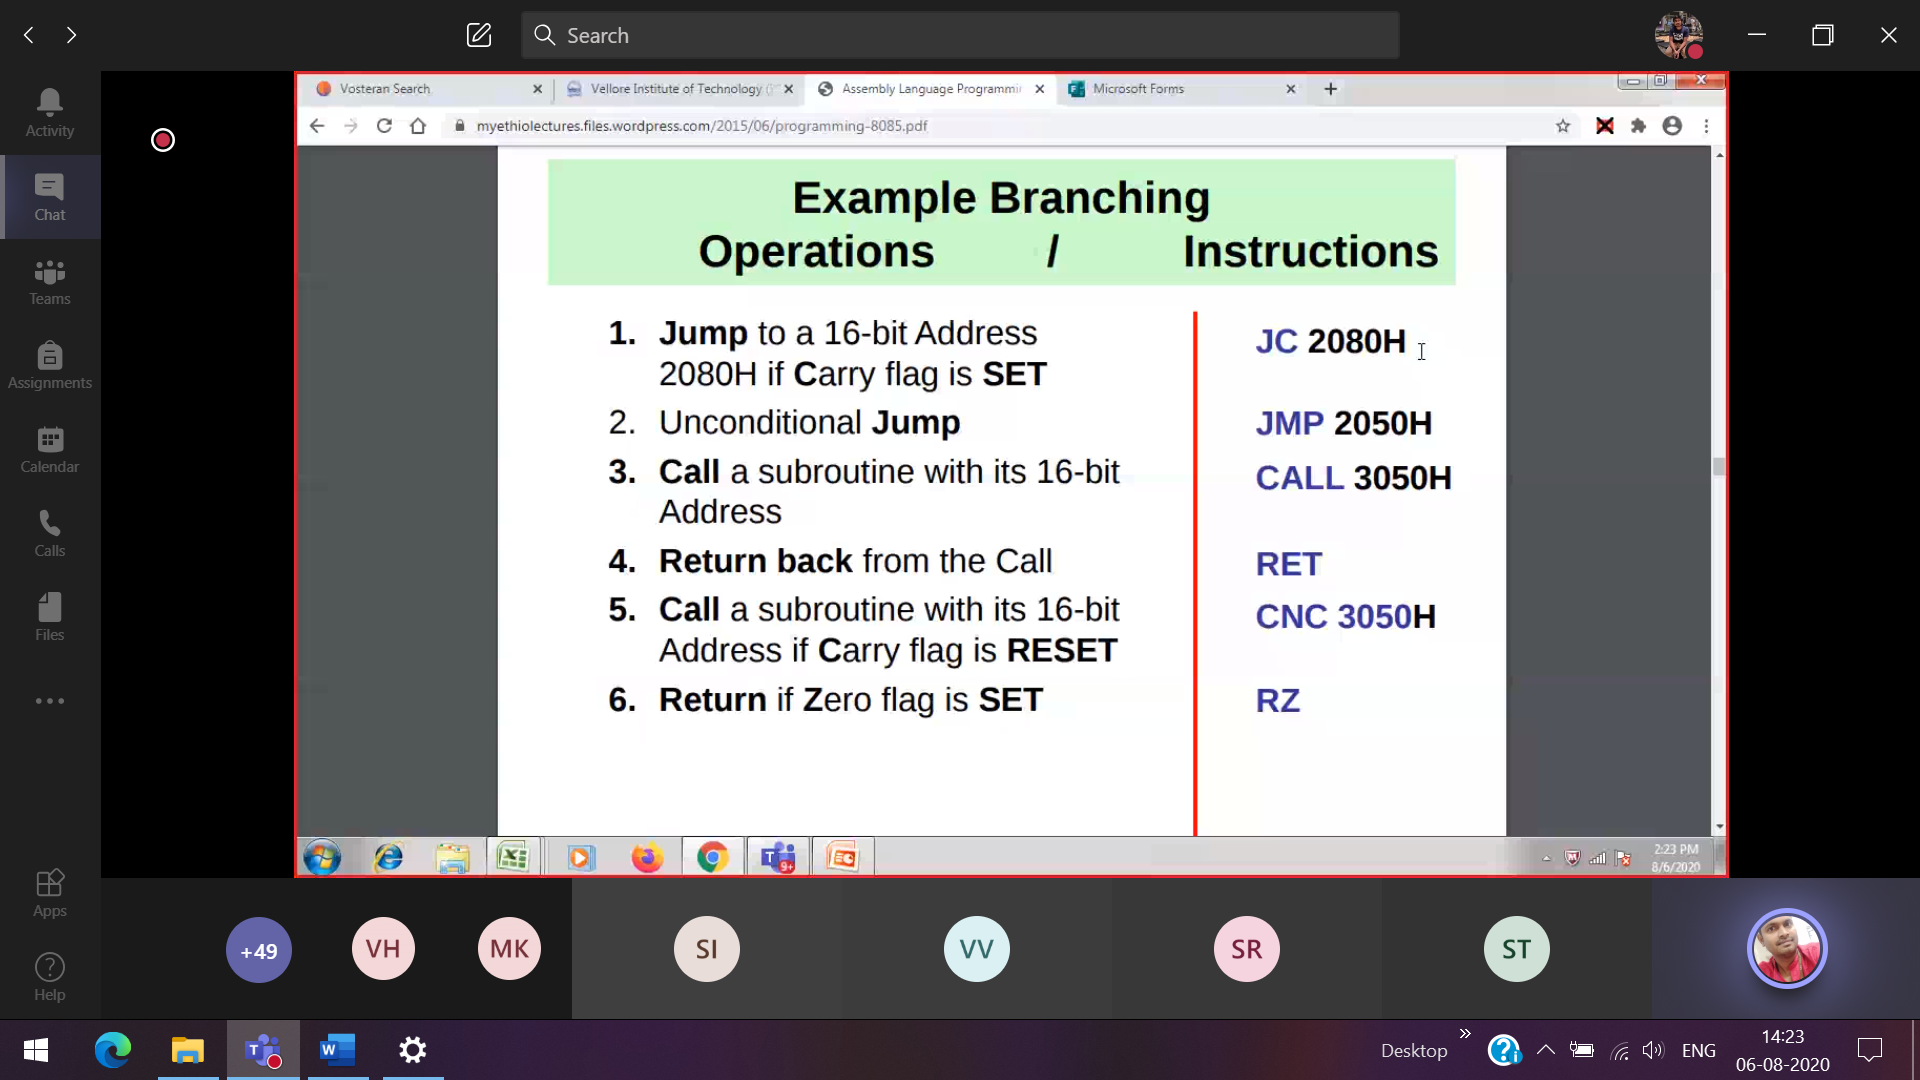 Search
Activity
Chat
Teams
Assignments
Calendar
Calls
Files
Apps
Help
Vosteran Search
Vellore Institute of Technology
Assembly Language Programmi
Microsoft Forms
myethiolectures.files.wordpress.com/2015/06/programming-8085.pdf
Example Branching
Operations / Instructions
1. Jump to a 16-bit Address
2080H if Carry flag is SET
JC 2080H
2. Unconditional Jump
JMP 2050H
3. Call a subroutine with its 16-bit
Address
CALL 3050H
4. Return back from the Call
RET
5. Call a subroutine with its 16-bit
Address if Carry flag is RESET
CNC 3050H
6. Return if Zero flag is SET
RZ
9+
2:23 PM
8/6/2020
+49
VH
MK
SI
VV
SR
ST
Desktop
ENG
14:23
06-08-2020